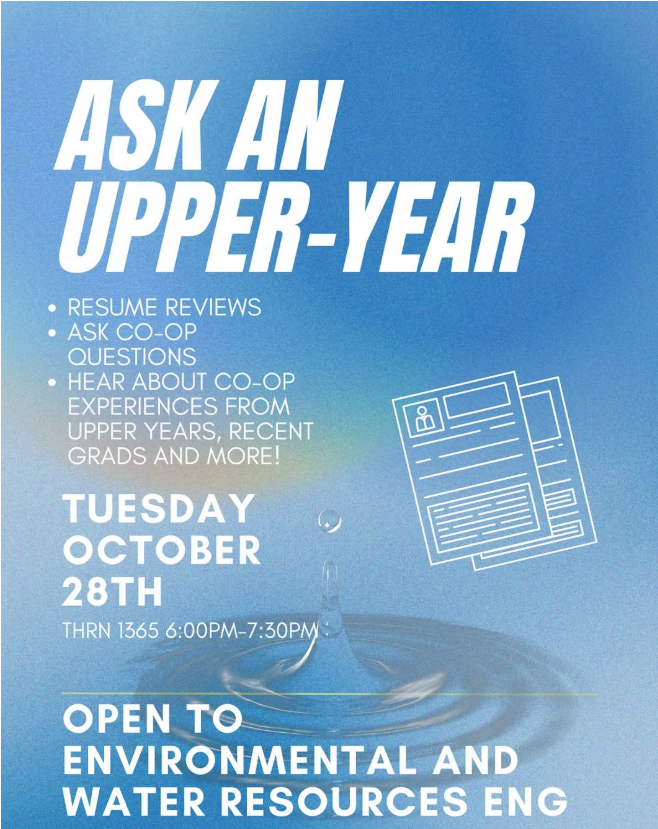 ASK AN
UPPER-YEAR
• RESUME REVIEWS
• ASK CO-OP
QUESTIONS
• HEAR ABOUT CO-OP
EXPERIENCES FROM
UPPER YEARS, RECENT
GRADS AND MORE!
TUESDAY
OCTOBER
28TH
THRN 1365 6:00PM-7:30PM
OPEN TO
ENVIRONMENTAL AND
WATER RESOURCES ENG